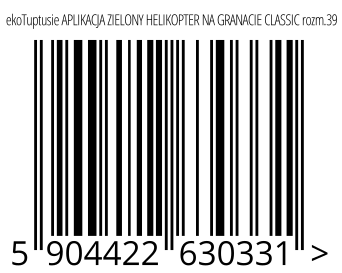 ekoTuptusie APLIKACJA ZIELONY HELIKOPTER NA GRANACIE CLASSIC rozm.39
5 904422 630331 >